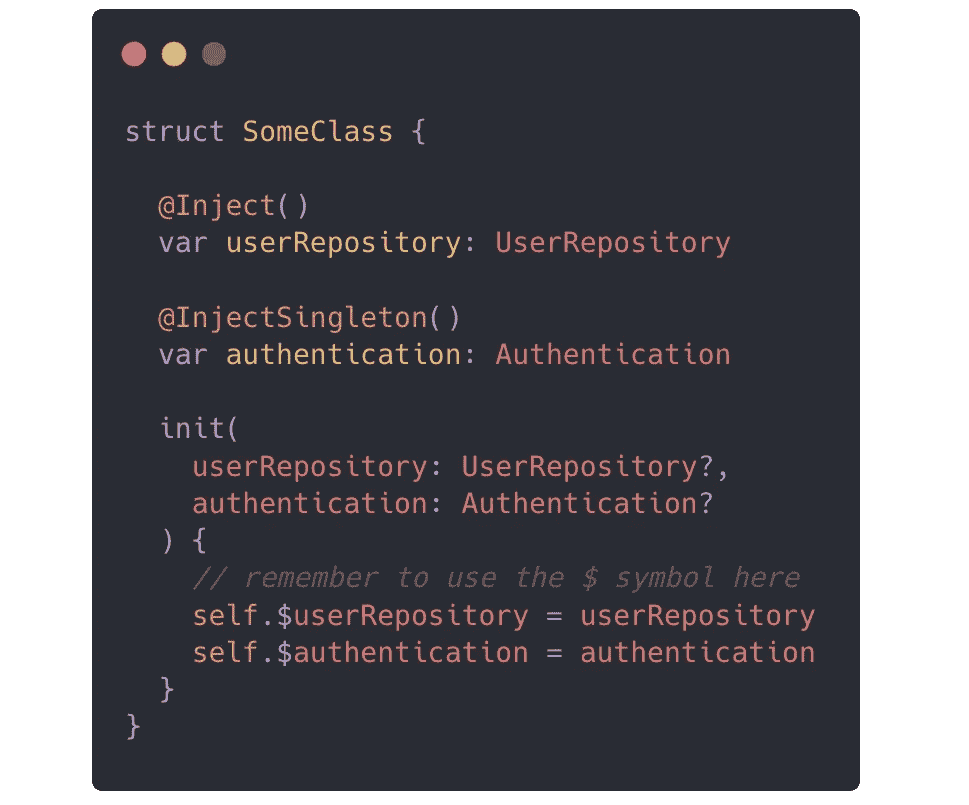 struct SomeClass {
  @Inject()
  var userRepository: UserRepository
  @InjectSingleton()
  var authentication: Authentication
  init(
    userRepository: UserRepository?,
    authentication: Authentication?
  ) {
    // remember to use the $ symbol here
    self.$userRepository = userRepository
    self.$authentication = authentication
  }
}